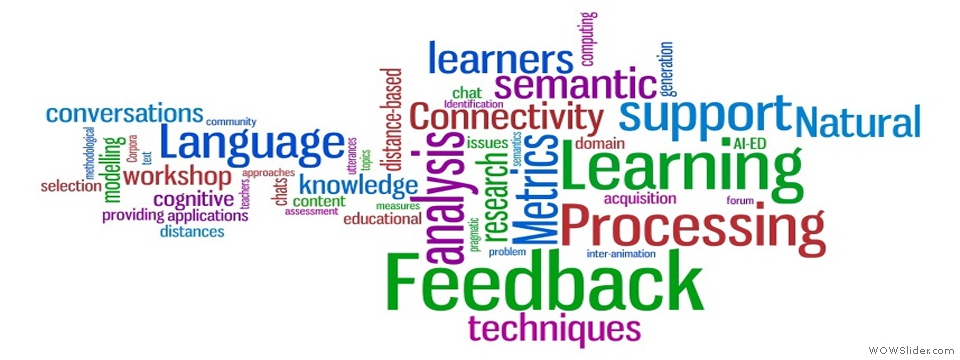 computing
learners
generation
semantic
distance-based
chat
Identification
conversations
Connectivity
support
Natural
community
Language
methodological
modelling
Corpora
text
utterances
topics
analysis
issues
semantics
Metrics
domain
AI-ED
Learning
research
workshop
approaches
selection
cognitive
teachers
chats
knowledge
content
measures
acquisition
forum
providing
applications
assessment
educational
Processing
distances
pragmatic
problem
inter-animation
Feedback
techniques
WOWSlider.com